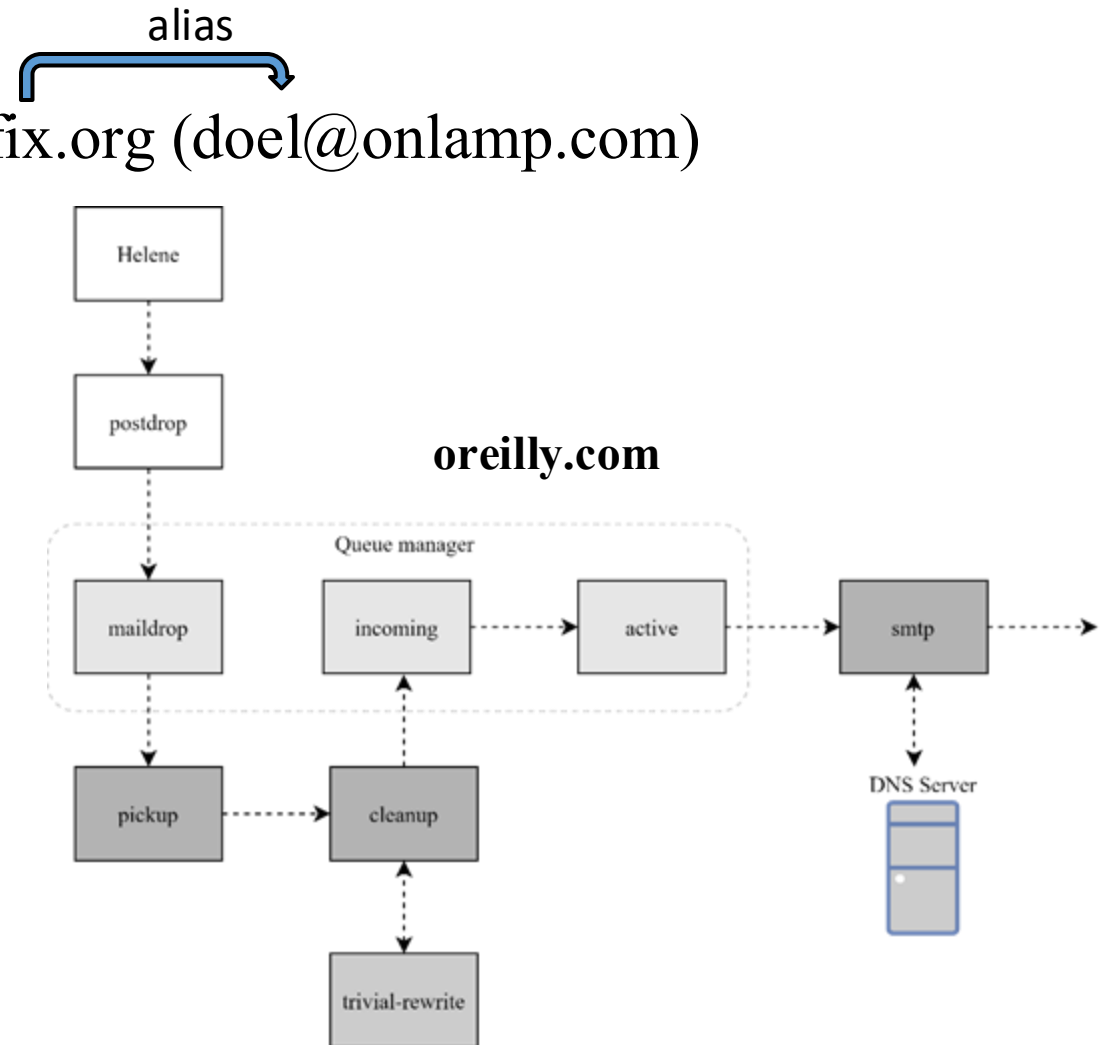 alias
fix.org (doel@onlamp.com)
Helene
postdrop
oreilly.com
Queue manager
maildrop
incoming
active
smtp
DNS Server
pickup
cleanup
trivial-rewrite